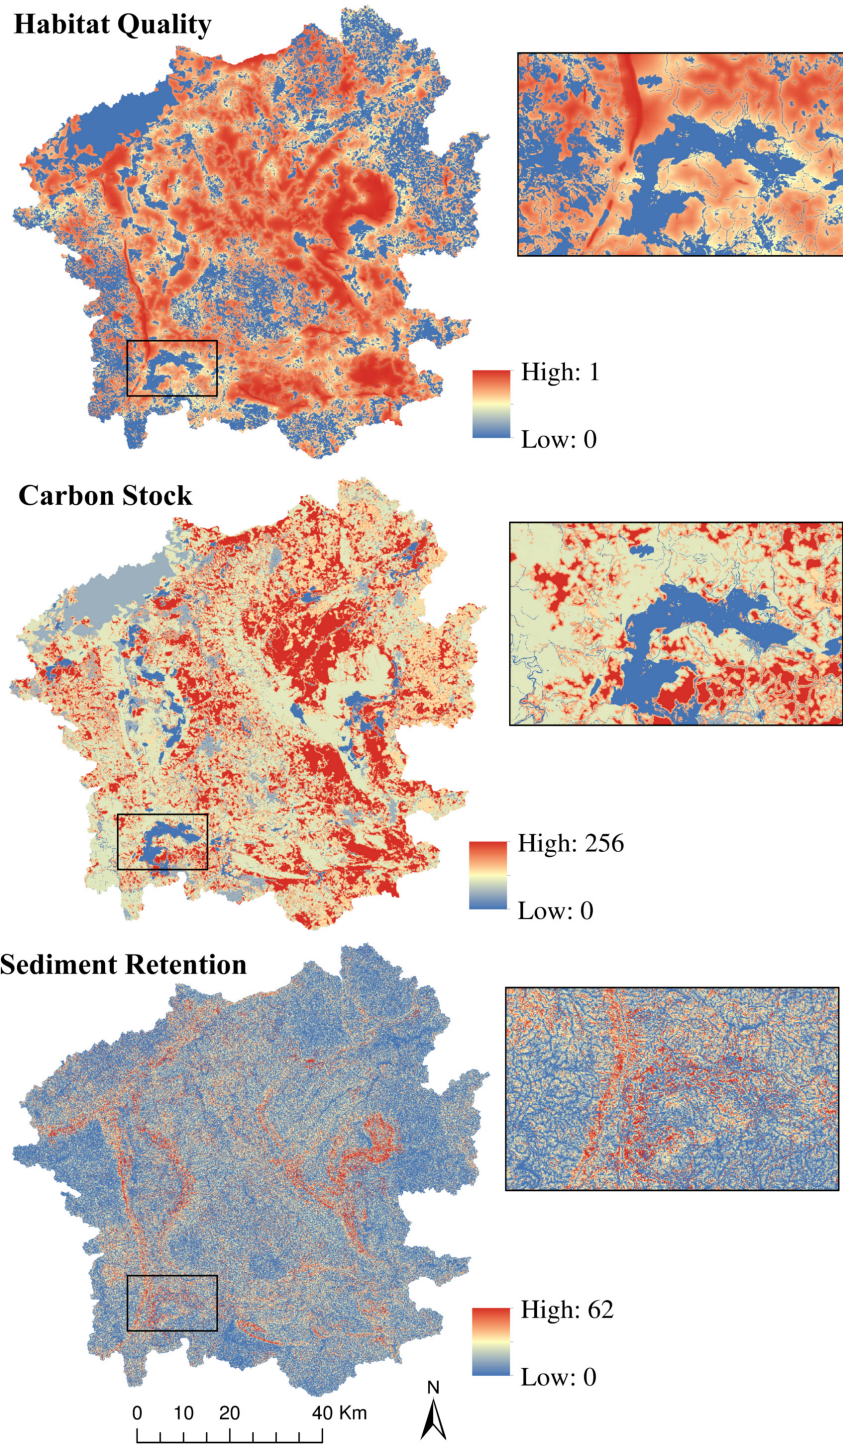 Habitat Quality
High: 1
Low: 0
Carbon Stock
High: 256
Low: 0
Sediment Retention
High: 62
Low: 0
N
0 10 20 40 Km